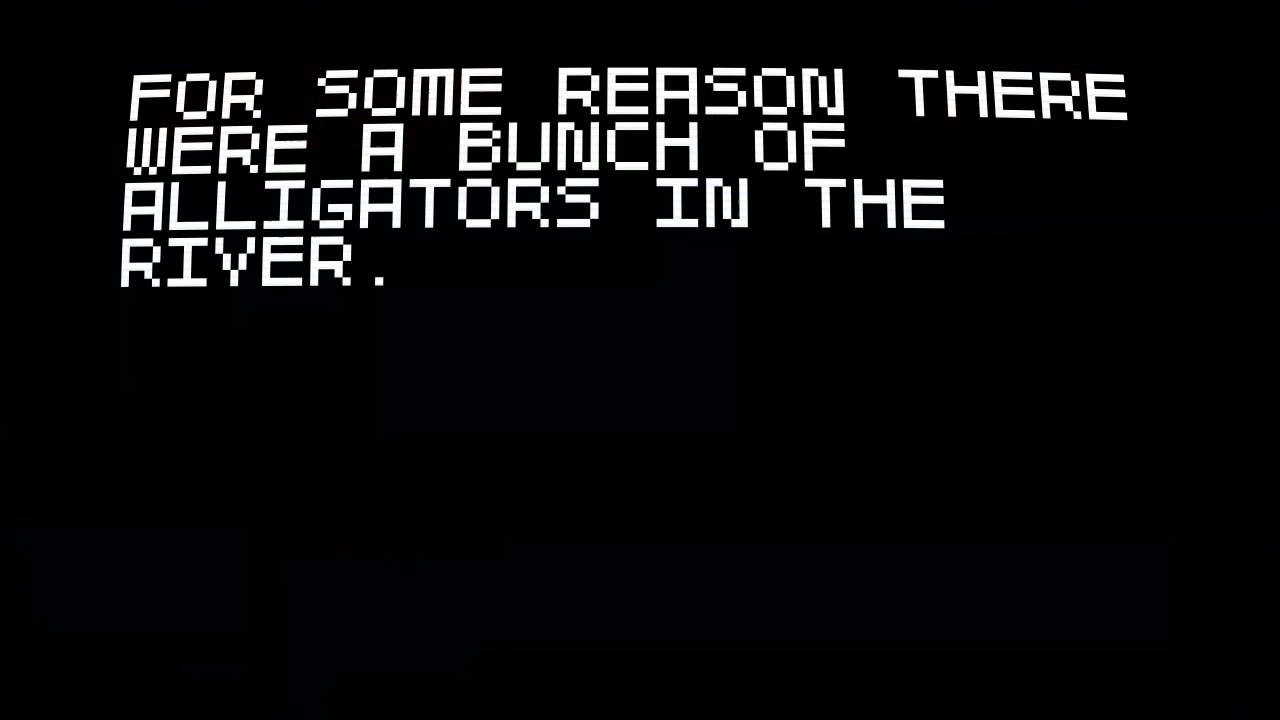 FOR SOME REASON THERE
WERE A BUNCH OF
ALLIGATORS IN THE
RIVER.